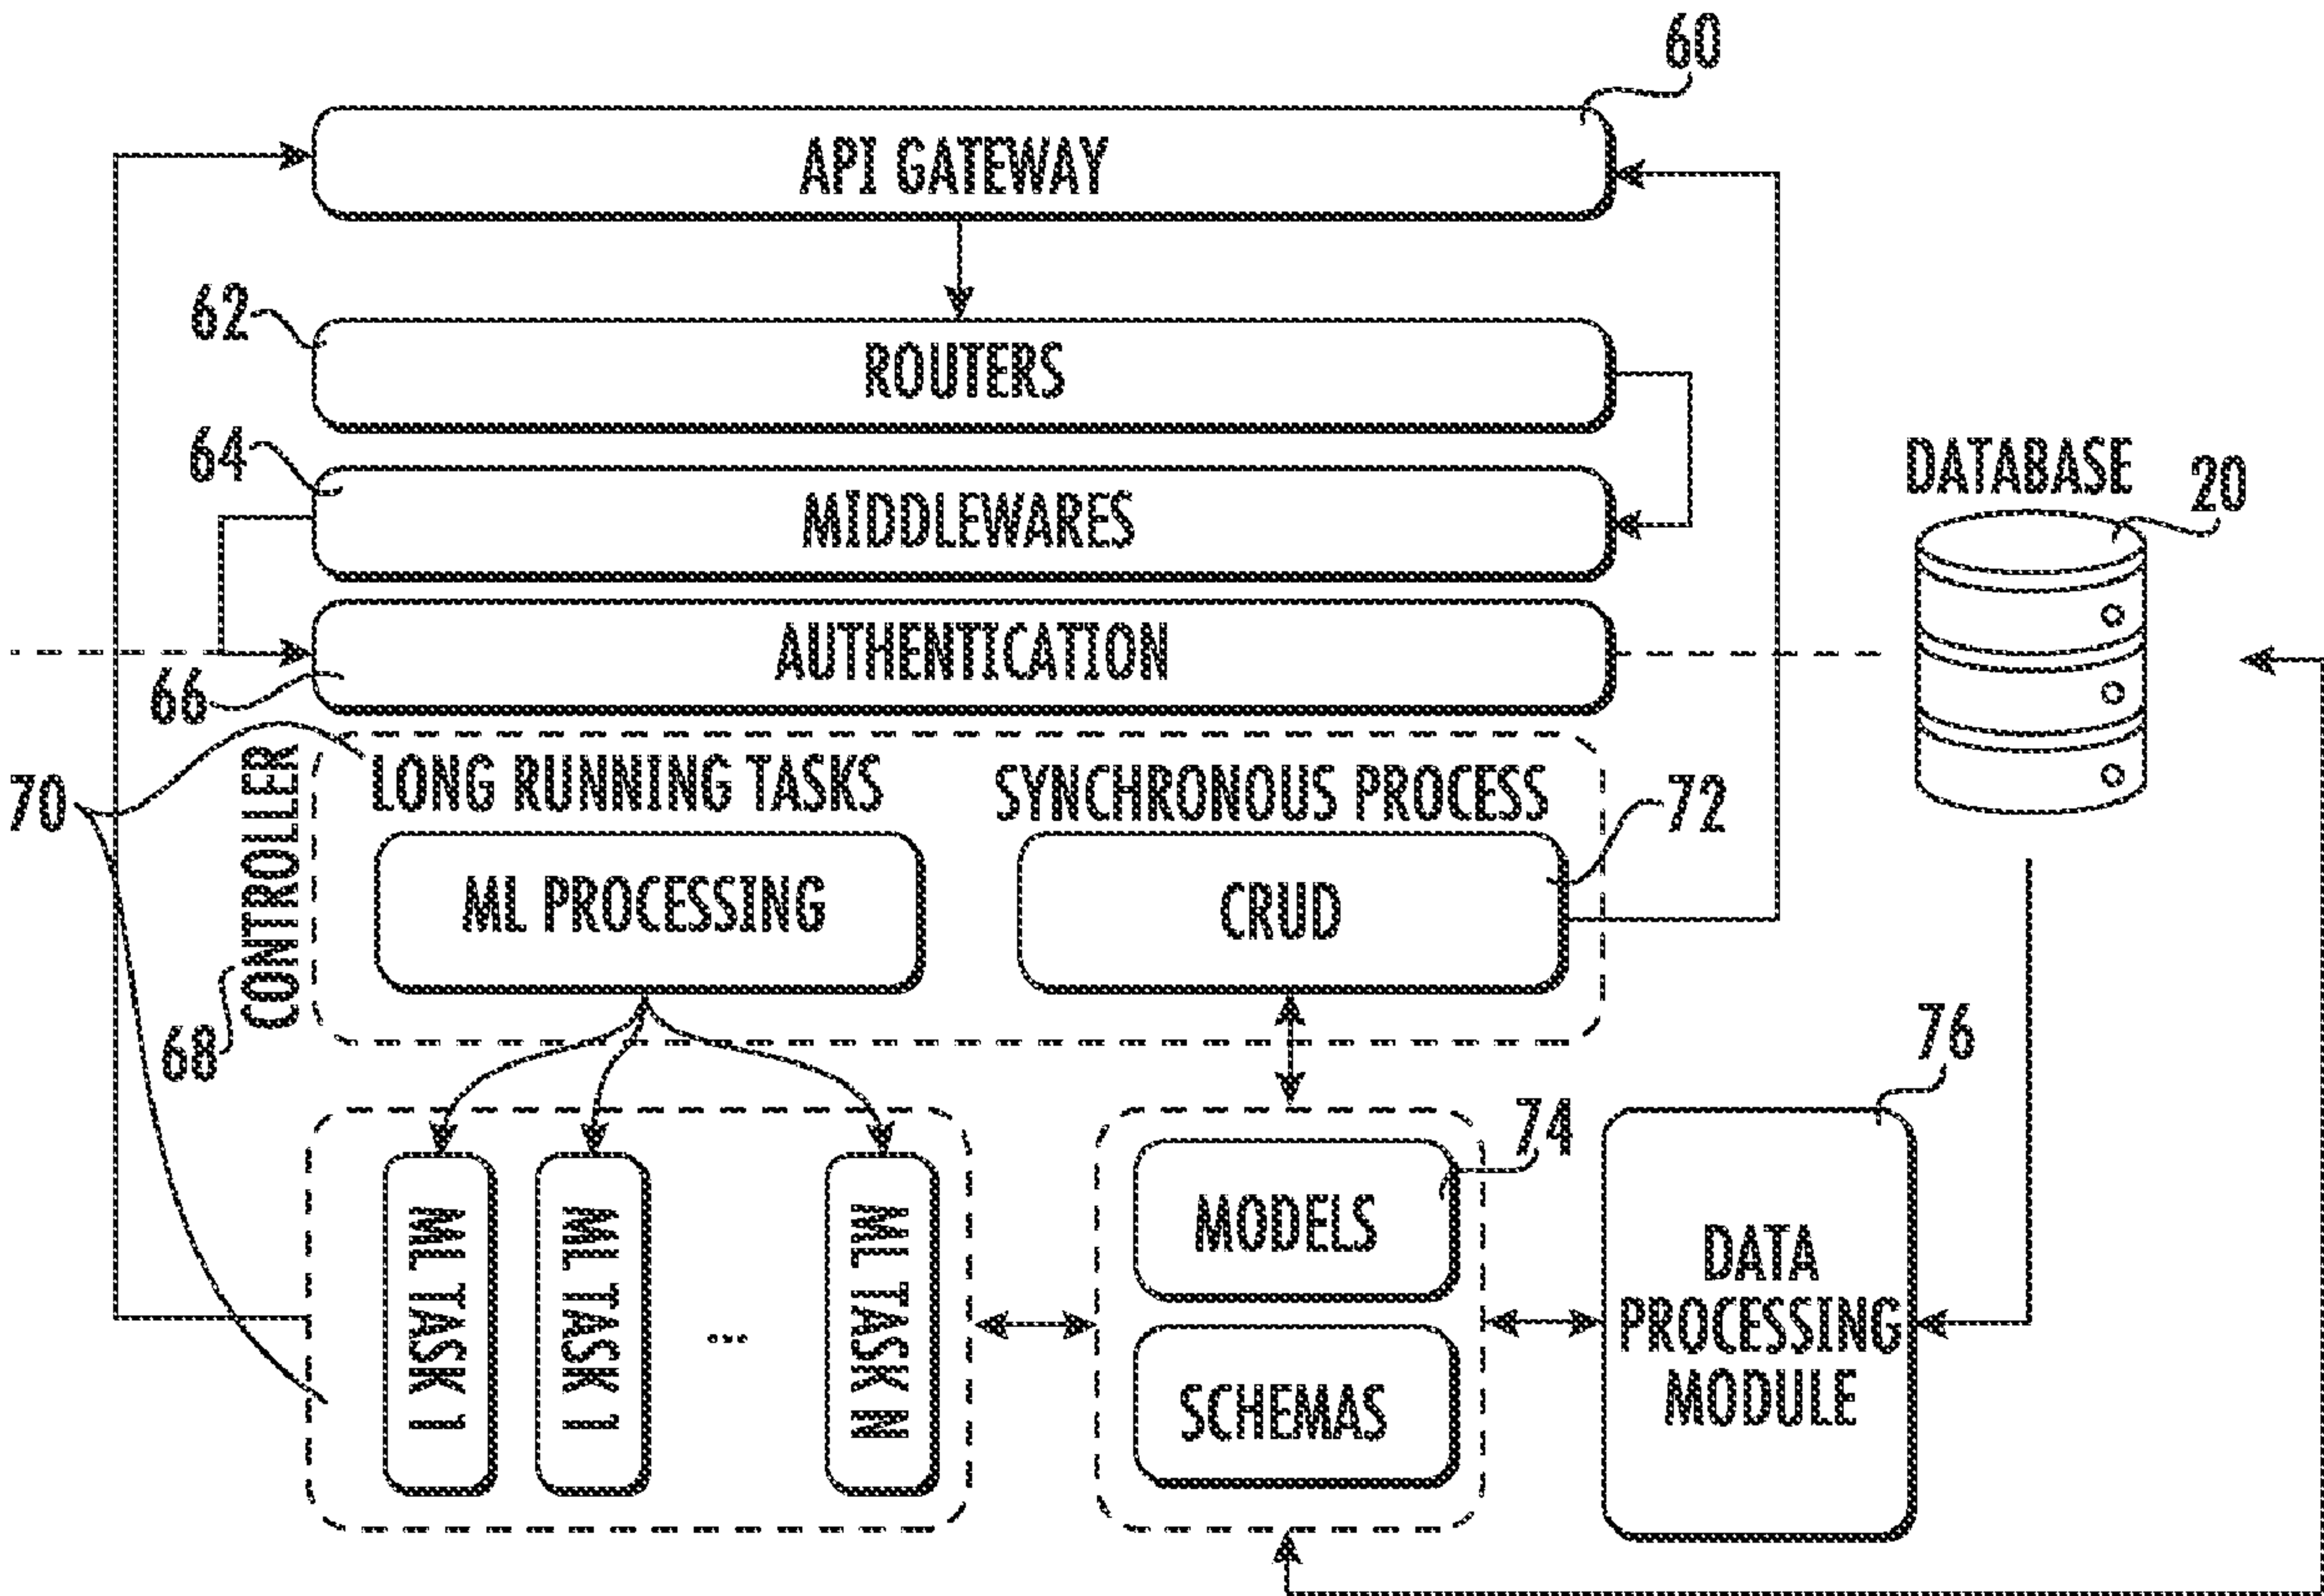 60
API GATEWAY
62
ROUTERS
64
MIDDLEWARES
DATABASE
20
AUTHENTICATION
66
CONTROLLER
68
70
LONG RUNNING TASKS
SYNCHRONOUS PROCESS
72
ML PROCESSING
CRUD
76
74
ML TASK 1
ML TASK 1
...
ML TASK N
MODELS
SCHEMAS
DATA
PROCESSING
MODULE